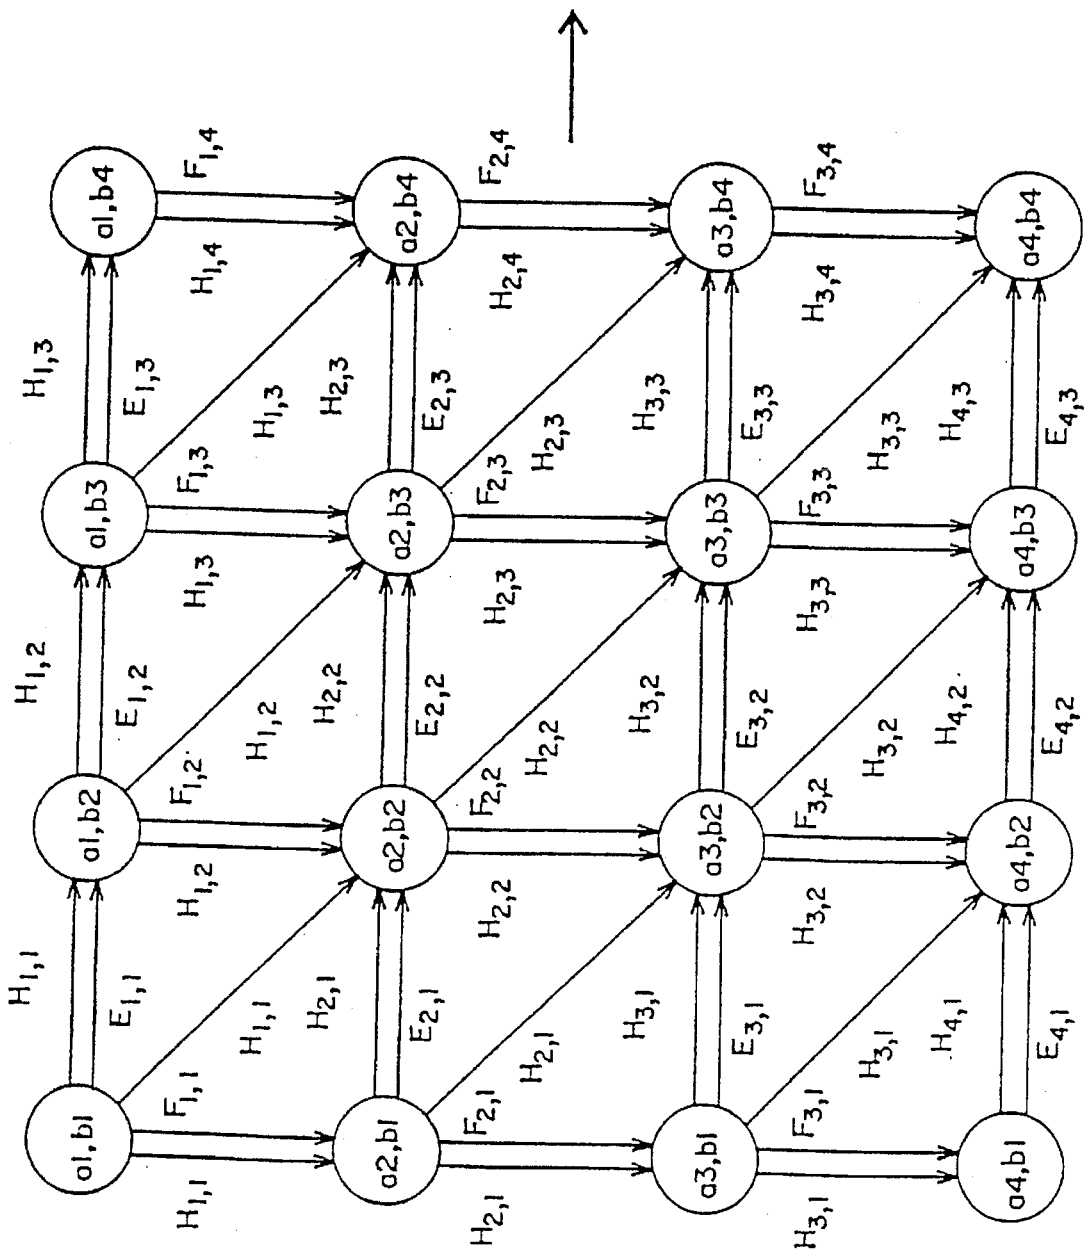 a1,b4
a2,b4
a3,b4
a4,b4
F1,4
F2,4
F3,4
H1,4
H2,4
H3,4
H1,3
E1,3
H1,3
H2,3
E2,3
H2,3
H3,3
E3,3
H3,3
H4,3
E4,3
a1,b3
F1,3
a2,b3
F2,3
a3,b3
F3,3
a4,b3
H1,3
H2,3
H3,3
H1,2
E1,2
H1,2
H2,2
E2,2
H2,2
H3,2
E3,2
H3,2
H4,2
E4,2
a1,b2
F1,2
a2,b2
F2,2
a3,b2
F3,2
a4,b2
H1,2
H2,2
H3,2
H1,1
E1,1
H1,1
H2,1
E2,1
H2,1
H3,1
E3,1
H3,1
H4,1
E4,1
a1,b1
F1,1
a2,b1
F2,1
a3,b1
F3,1
a4,b1
H1,1
H2,1
H3,1